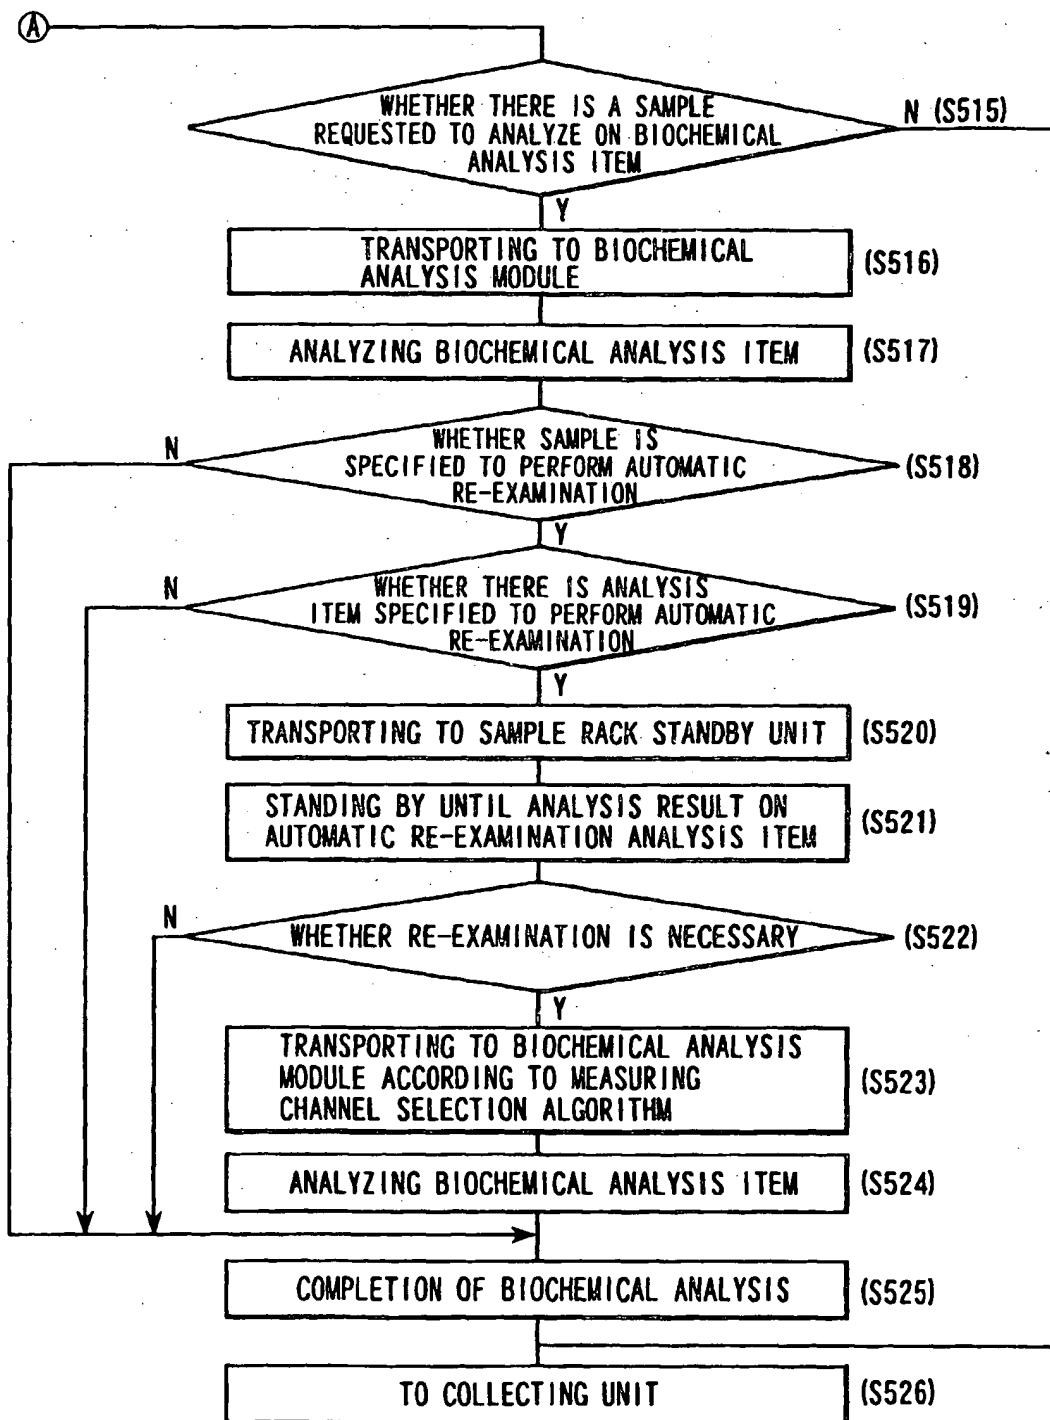 A
WHETHER THERE IS A SAMPLE
REQUESTED TO ANALYZE ON BIOCHEMICAL
ANALYSIS ITEM
N (S515)
Y
TRANSPORTING TO BIOCHEMICAL
ANALYSIS MODULE
(S516)
ANALYZING BIOCHEMICAL ANALYSIS ITEM
(S517)
N
WHETHER SAMPLE IS
SPECIFIED TO PERFORM AUTOMATIC
RE-EXAMINATION
(S518)
Y
N
WHETHER THERE IS ANALYSIS
ITEM SPECIFIED TO PERFORM AUTOMATIC
RE-EXAMINATION
(S519)
Y
TRANSPORTING TO SAMPLE RACK STANDBY UNIT
(S520)
STANDING BY UNTIL ANALYSIS RESULT ON
AUTOMATIC RE-EXAMINATION ANALYSIS ITEM
(S521)
N
WHETHER RE-EXAMINATION IS NECESSARY
(S522)
Y
TRANSPORTING TO BIOCHEMICAL ANALYSIS
MODULE ACCORDING TO MEASURING
CHANNEL SELECTION ALGORITHM
(S523)
ANALYZING BIOCHEMICAL ANALYSIS ITEM
(S524)
COMPLETION OF BIOCHEMICAL ANALYSIS
(S525)
TO COLLECTING UNIT
(S526)